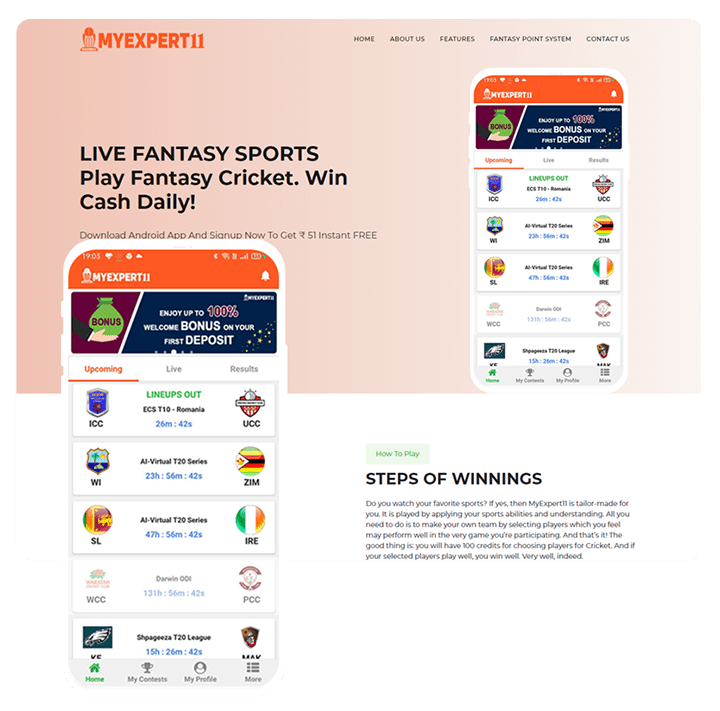 MYEXPERT11
HOME ABOUT US FEATURES FANTASY POINT SYSTEM CONTACT US
LIVE FANTASY SPORTS
Play Fantasy Cricket. Win
Cash Daily!
Download Android App And Signup Now To Get ₹ 51 Instant FREE
19:03
MYEXPERT11
MYEXPERT11
BONUS
ENJOY UP TO 100%
WELCOME BONUS ON YOUR
FIRST DEPOSIT
Upcoming Live Results
LINEUPS OUT
ECS T10 - Romania
ICC 26m : 42s UCC
AI-Virtual T20 Series
WI 23h : 56m : 42s ZIM
AI-Virtual T20 Series
SL 47h : 56m : 42s IRE
Darwin ODI
WCC 131h : 56m : 42s PCC
Shpageeza T20 League
KE 15h : 26m : 42s MAK
Home My Contests My Profile More
19:03
MYEXPERT11
MYEXPERT11
BONUS
ENJOY UP TO 100%
WELCOME BONUS ON YOUR
FIRST DEPOSIT
Upcoming Live Results
LINEUPS OUT
ECS T10 - Romania
ICC 26m : 42s UCC
AI-Virtual T20 Series
WI 23h : 56m : 42s ZIM
AI-Virtual T20 Series
SL 47h : 56m : 42s IRE
Darwin ODI
WCC 131h : 56m : 42s PCC
Shpageeza T20 League
KE 15h : 26m : 42s MAK
Home My Contests My Profile More
How To Play
STEPS OF WINNINGS
Do you watch your favorite sports? If yes, then MyExpert11 is tailor-made for
you. It is played by applying your sports abilities and understanding. All you
need to do is to make your own team by selecting players which you feel
may perform well in the very game you're participating. And that's it! The
good thing is: you will have 100 credits for choosing players for Cricket. And if
your selected players play well, you win well. Very well, indeed.